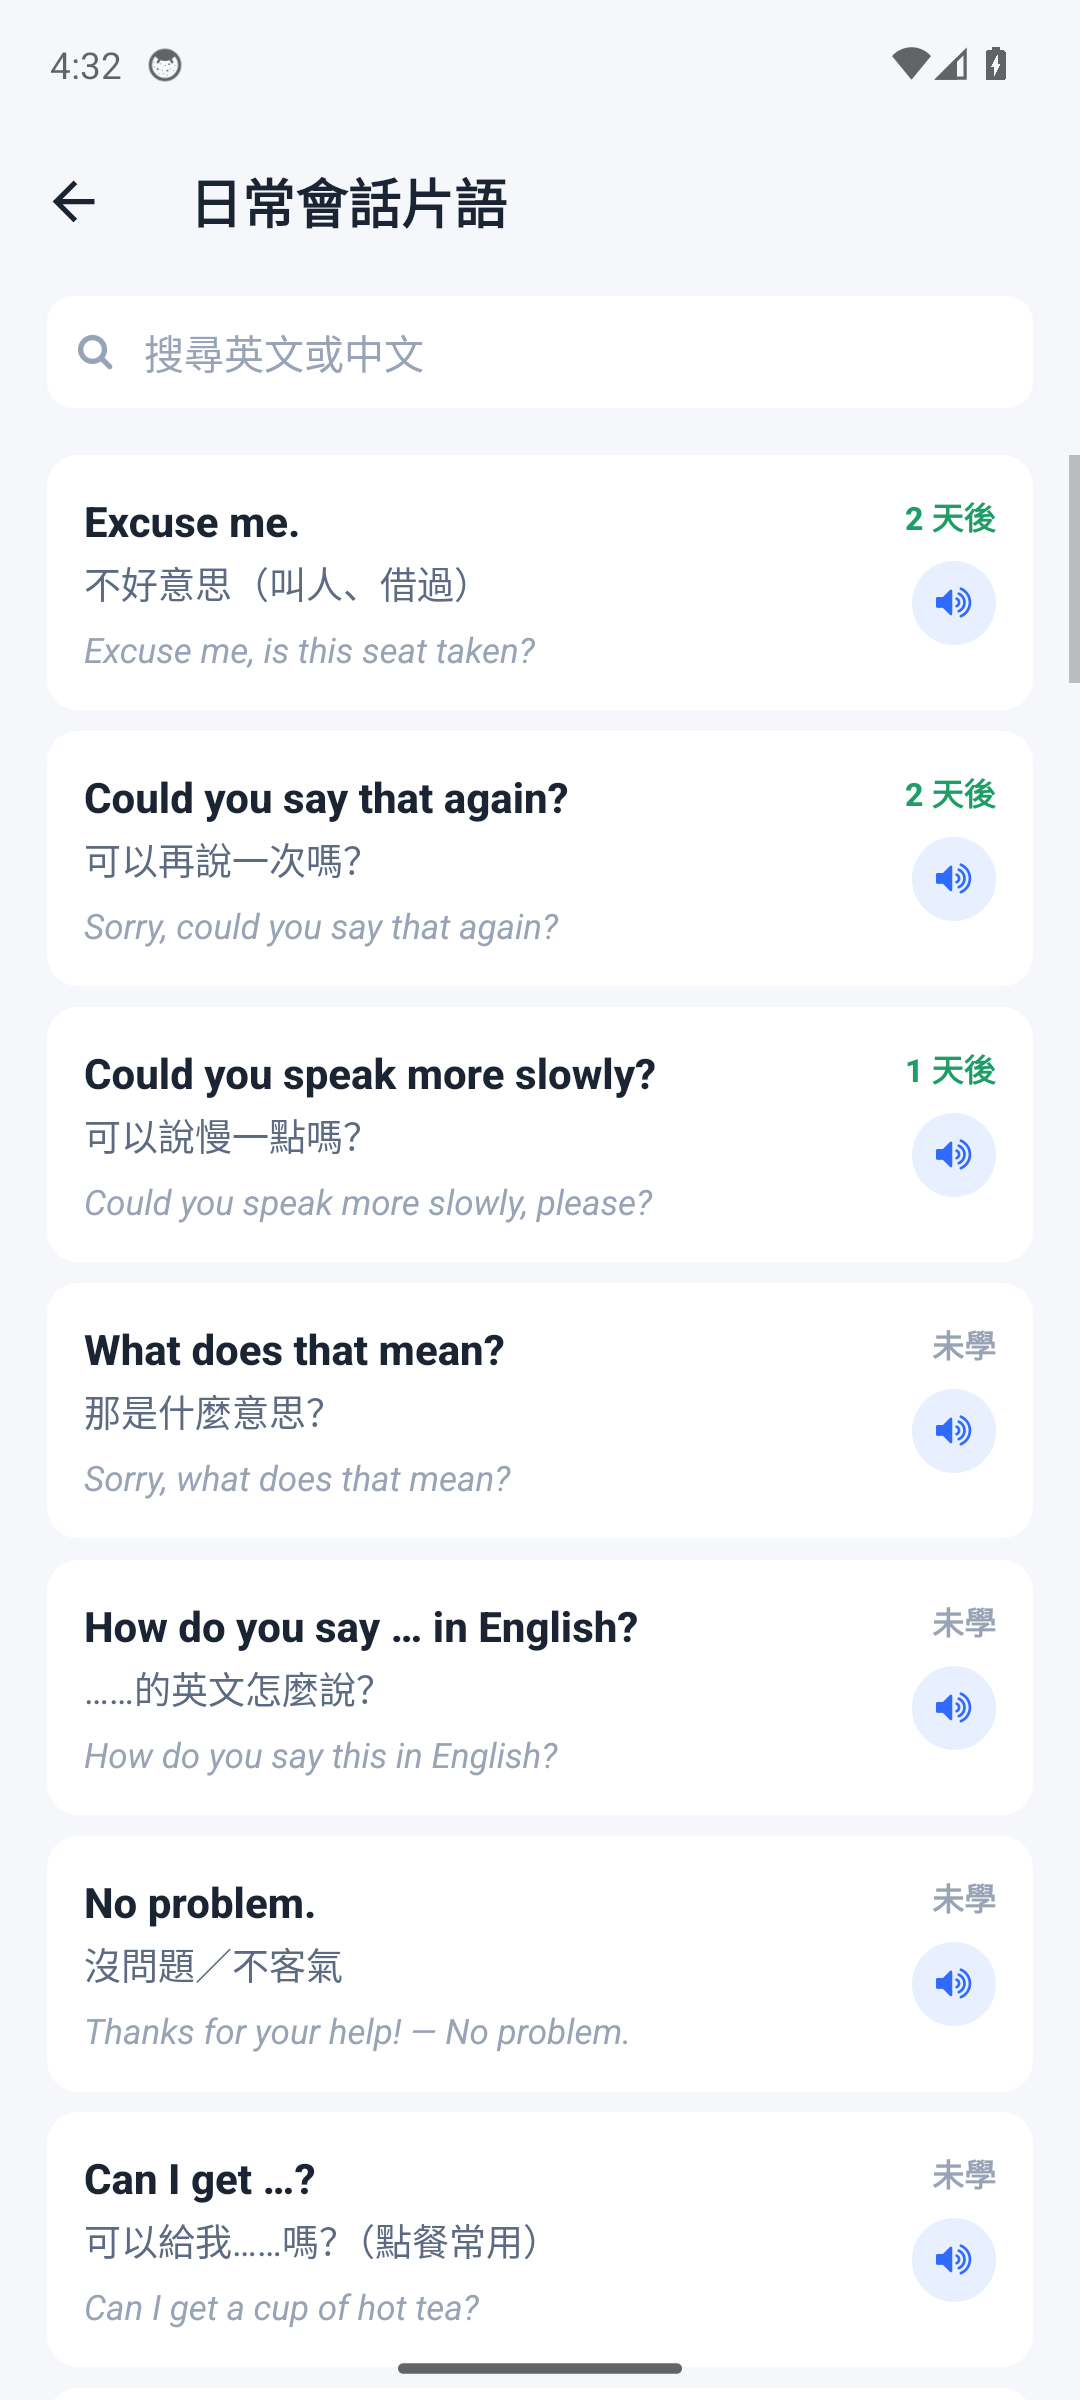 4:32
日常會話片語
搜尋英文或中文
Excuse me.
2 天後
不好意思（叫人、借過）
Excuse me, is this seat taken?
Could you say that again?
2 天後
可以再說一次嗎？
Sorry, could you say that again?
Could you speak more slowly?
1 天後
可以說慢一點嗎？
Could you speak more slowly, please?
What does that mean?
未學
那是什麼意思？
Sorry, what does that mean?
How do you say … in English?
未學
……的英文怎麼說？
How do you say this in English?
No problem.
未學
沒問題／不客氣
Thanks for your help! — No problem.
Can I get …?
未學
可以給我……嗎？（點餐常用）
Can I get a cup of hot tea?